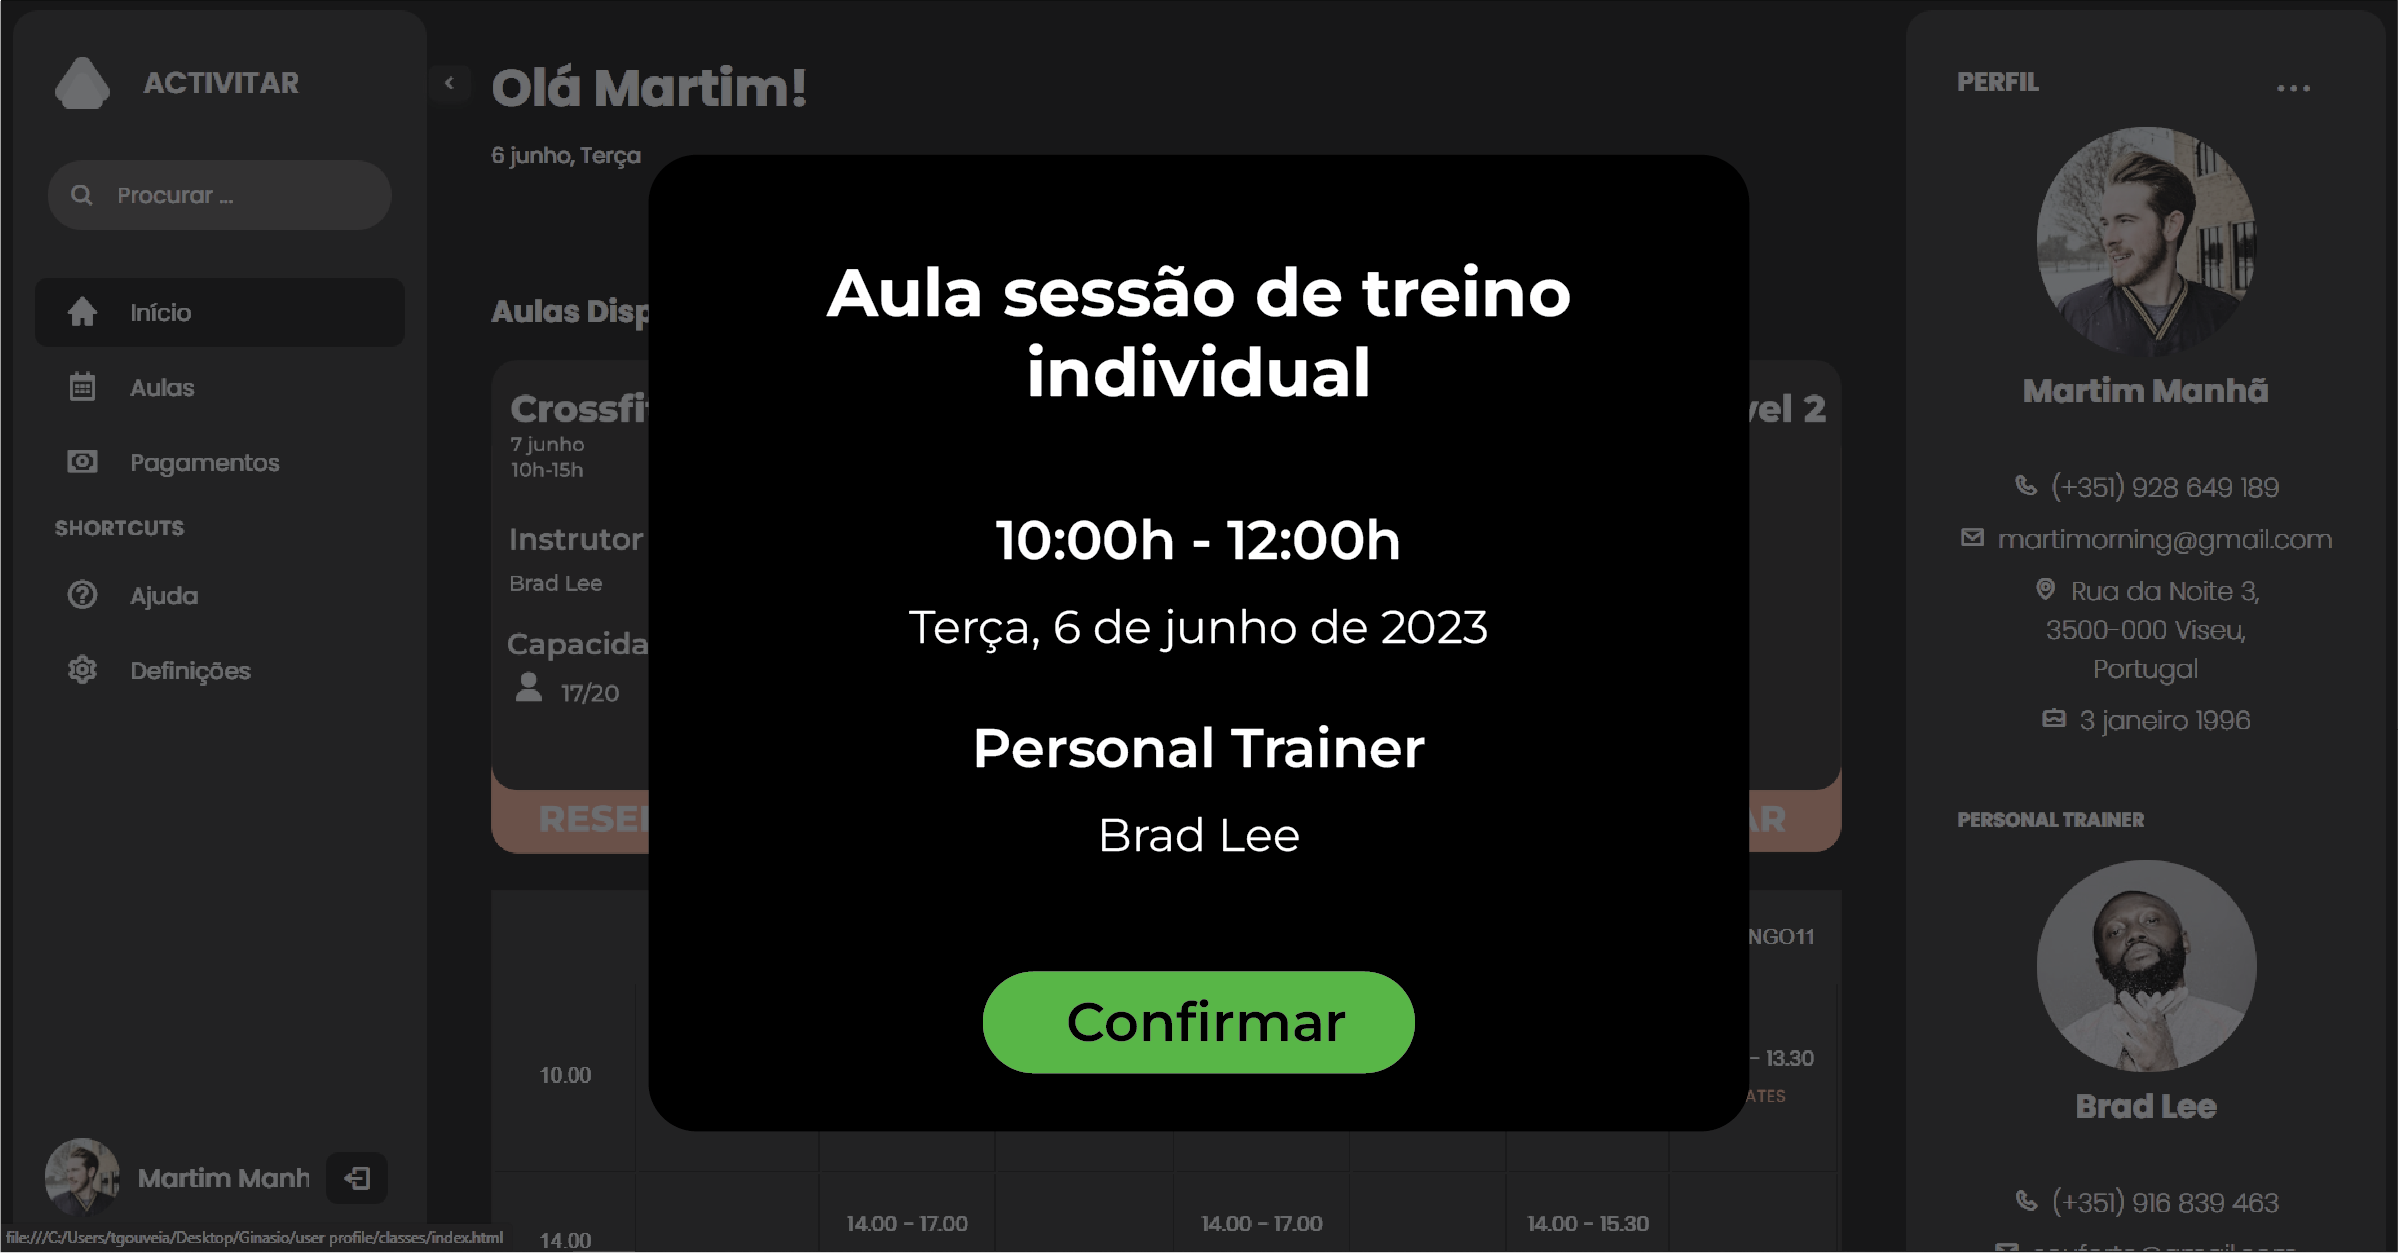 ACTIVITAR
Procurar ...
Início
Aulas
Pagamentos
SHORTCUTS
Ajuda
Definições
Martim Manh
file:///C:/Users/tgouveia/Desktop/Ginasio/user profile/classes/index.html
Olá Martim!
6 junho, Terça
Aulas Disp
Crossfi
7 junho
10h-15h
Instrutor
Brad Lee
Capacida
17/20
RESE
vel 2
AR
NGO11
10.00
- 13.30
ATES
14.00
14.00 - 17.00
14.00 - 17.00
14.00 - 15.30
Aula sessão de treino
individual
10:00h - 12:00h
Terça, 6 de junho de 2023
Personal Trainer
Brad Lee
Confirmar
PERFIL
...
Martim Manhã
(+351) 928 649 189
martimorning@gmail.com
Rua da Noite 3,
3500-000 Viseu,
Portugal
3 janeiro 1996
PERSONAL TRAINER
Brad Lee
(+351) 916 839 463